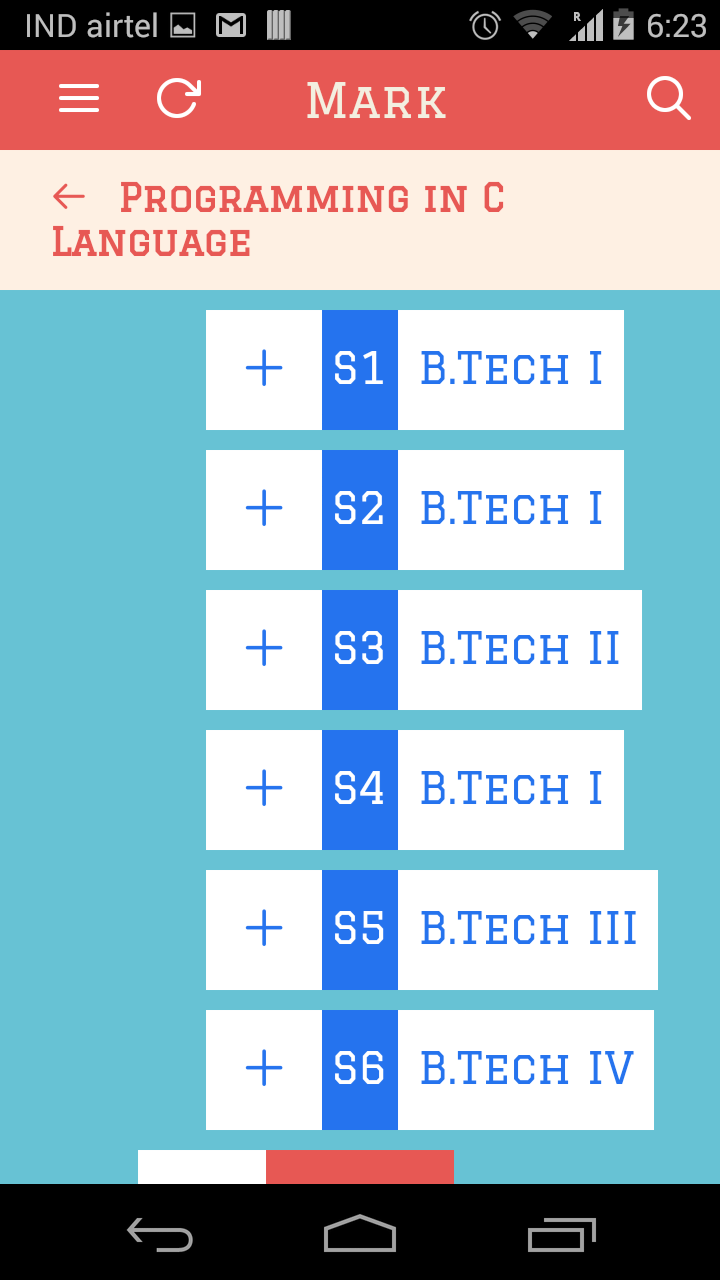 IND airtel R 6:23
Mark
Programming in C
Language
S1 B.Tech I
S2 B.Tech I
S3 B.Tech II
S4 B.Tech I
S5 B.Tech III
S6 B.Tech IV